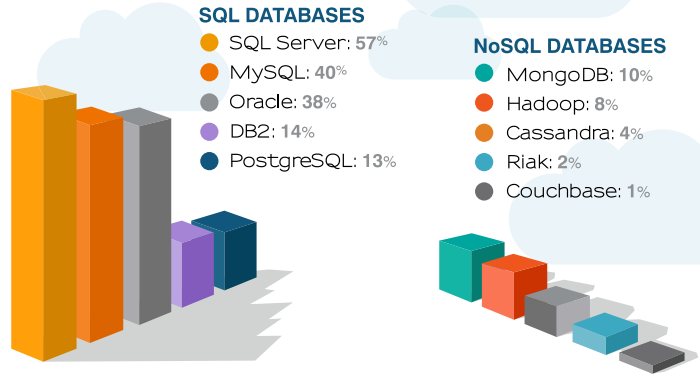 SQL DATABASES
SQL Server: 57%
MySQL: 40%
Oracle: 38%
DB2: 14%
PostgreSQL: 13%
NoSQL DATABASES
MongoDB: 10%
Hadoop: 8%
Cassandra: 4%
Riak: 2%
Couchbase: 1%